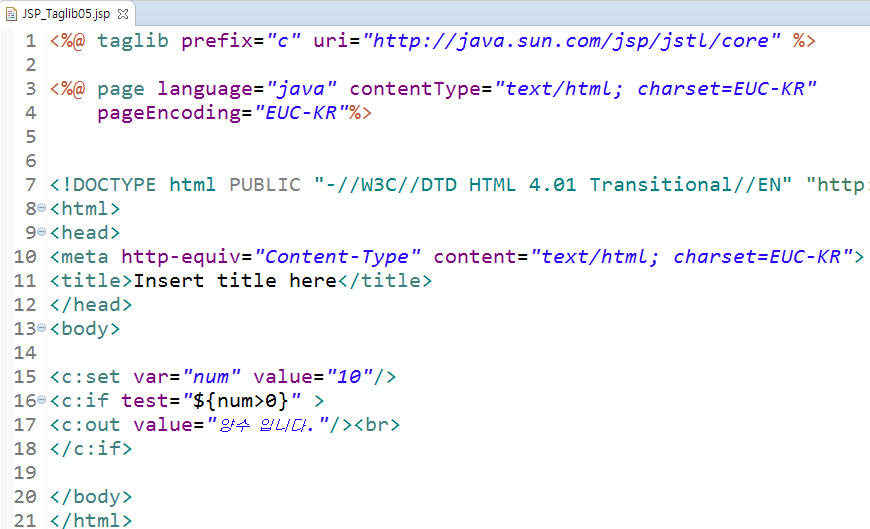 JSP_Taglib05.jsp
1 <%@ taglib prefix="c" uri="http://java.sun.com/jsp/jstl/core" %>
2
3 <%@ page language="java" contentType="text/html; charset=EUC-KR"
4     pageEncoding="EUC-KR"%>
5
6
7 <!DOCTYPE html PUBLIC "-//W3C//DTD HTML 4.01 Transitional//EN" "http:
8 <html>
9 <head>
10 <meta http-equiv="Content-Type" content="text/html; charset=EUC-KR">
11 <title>Insert title here</title>
12 </head>
13 <body>
14
15 <c:set var="num" value="10"/>
16 <c:if test="${num>0}" >
17 <c:out value="양수 입니다."/><br>
18 </c:if>
19
20 </body>
21 </html>